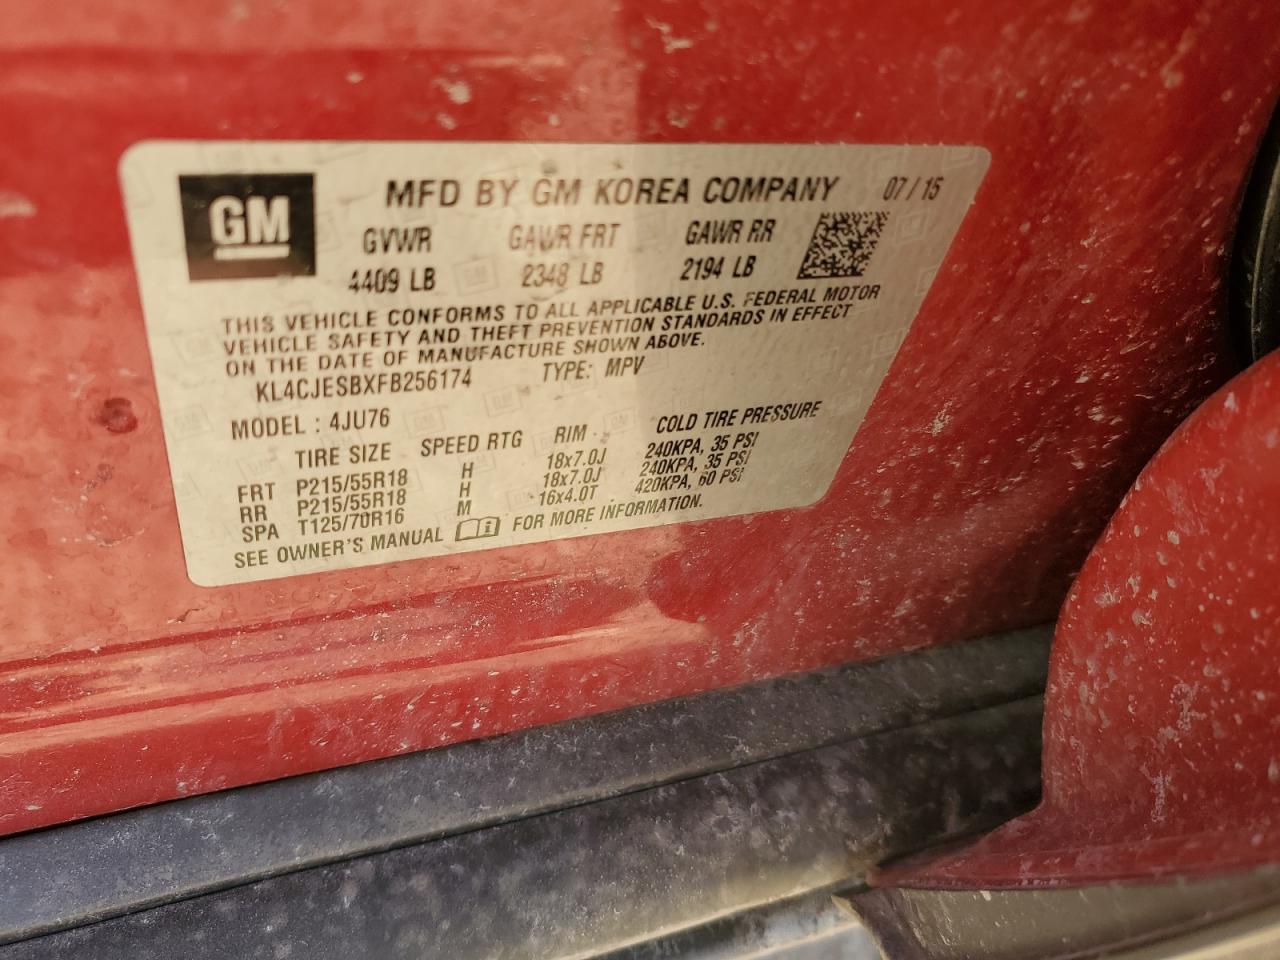 GM
MFD BY GM KOREA COMPANY 07/15
GVWR GAWR FRT GAWR RR
4409 LB 2348 LB 2194 LB
THIS VEHICLE CONFORMS TO ALL APPLICABLE U.S. FEDERAL MOTOR
VEHICLE SAFETY AND THEFT PREVENTION STANDARDS IN EFFECT
ON THE DATE OF MANUFACTURE SHOWN ABOVE.
KL4CJESBXFB256174 TYPE: MPV
MODEL : 4JU76
TIRE SIZE SPEED RTG RIM COLD TIRE PRESSURE
FRT P215/55R18 H 18x7.0J 240KPA, 35 PSI
RR P215/55R18 H 18x7.0J 240KPA, 35 PSI
SPA T125/70R16 M 16x4.0T 420KPA, 60 PSI
SEE OWNER'S MANUAL FOR MORE INFORMATION.